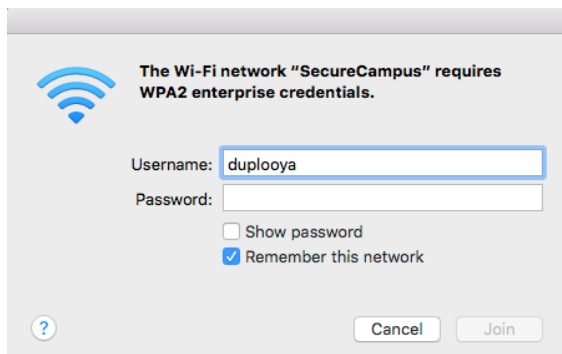 The Wi-Fi network “SecureCampus” requires
WPA2 enterprise credentials.
Username: duplooya
Password:
Show password
Remember this network
? Cancel Join